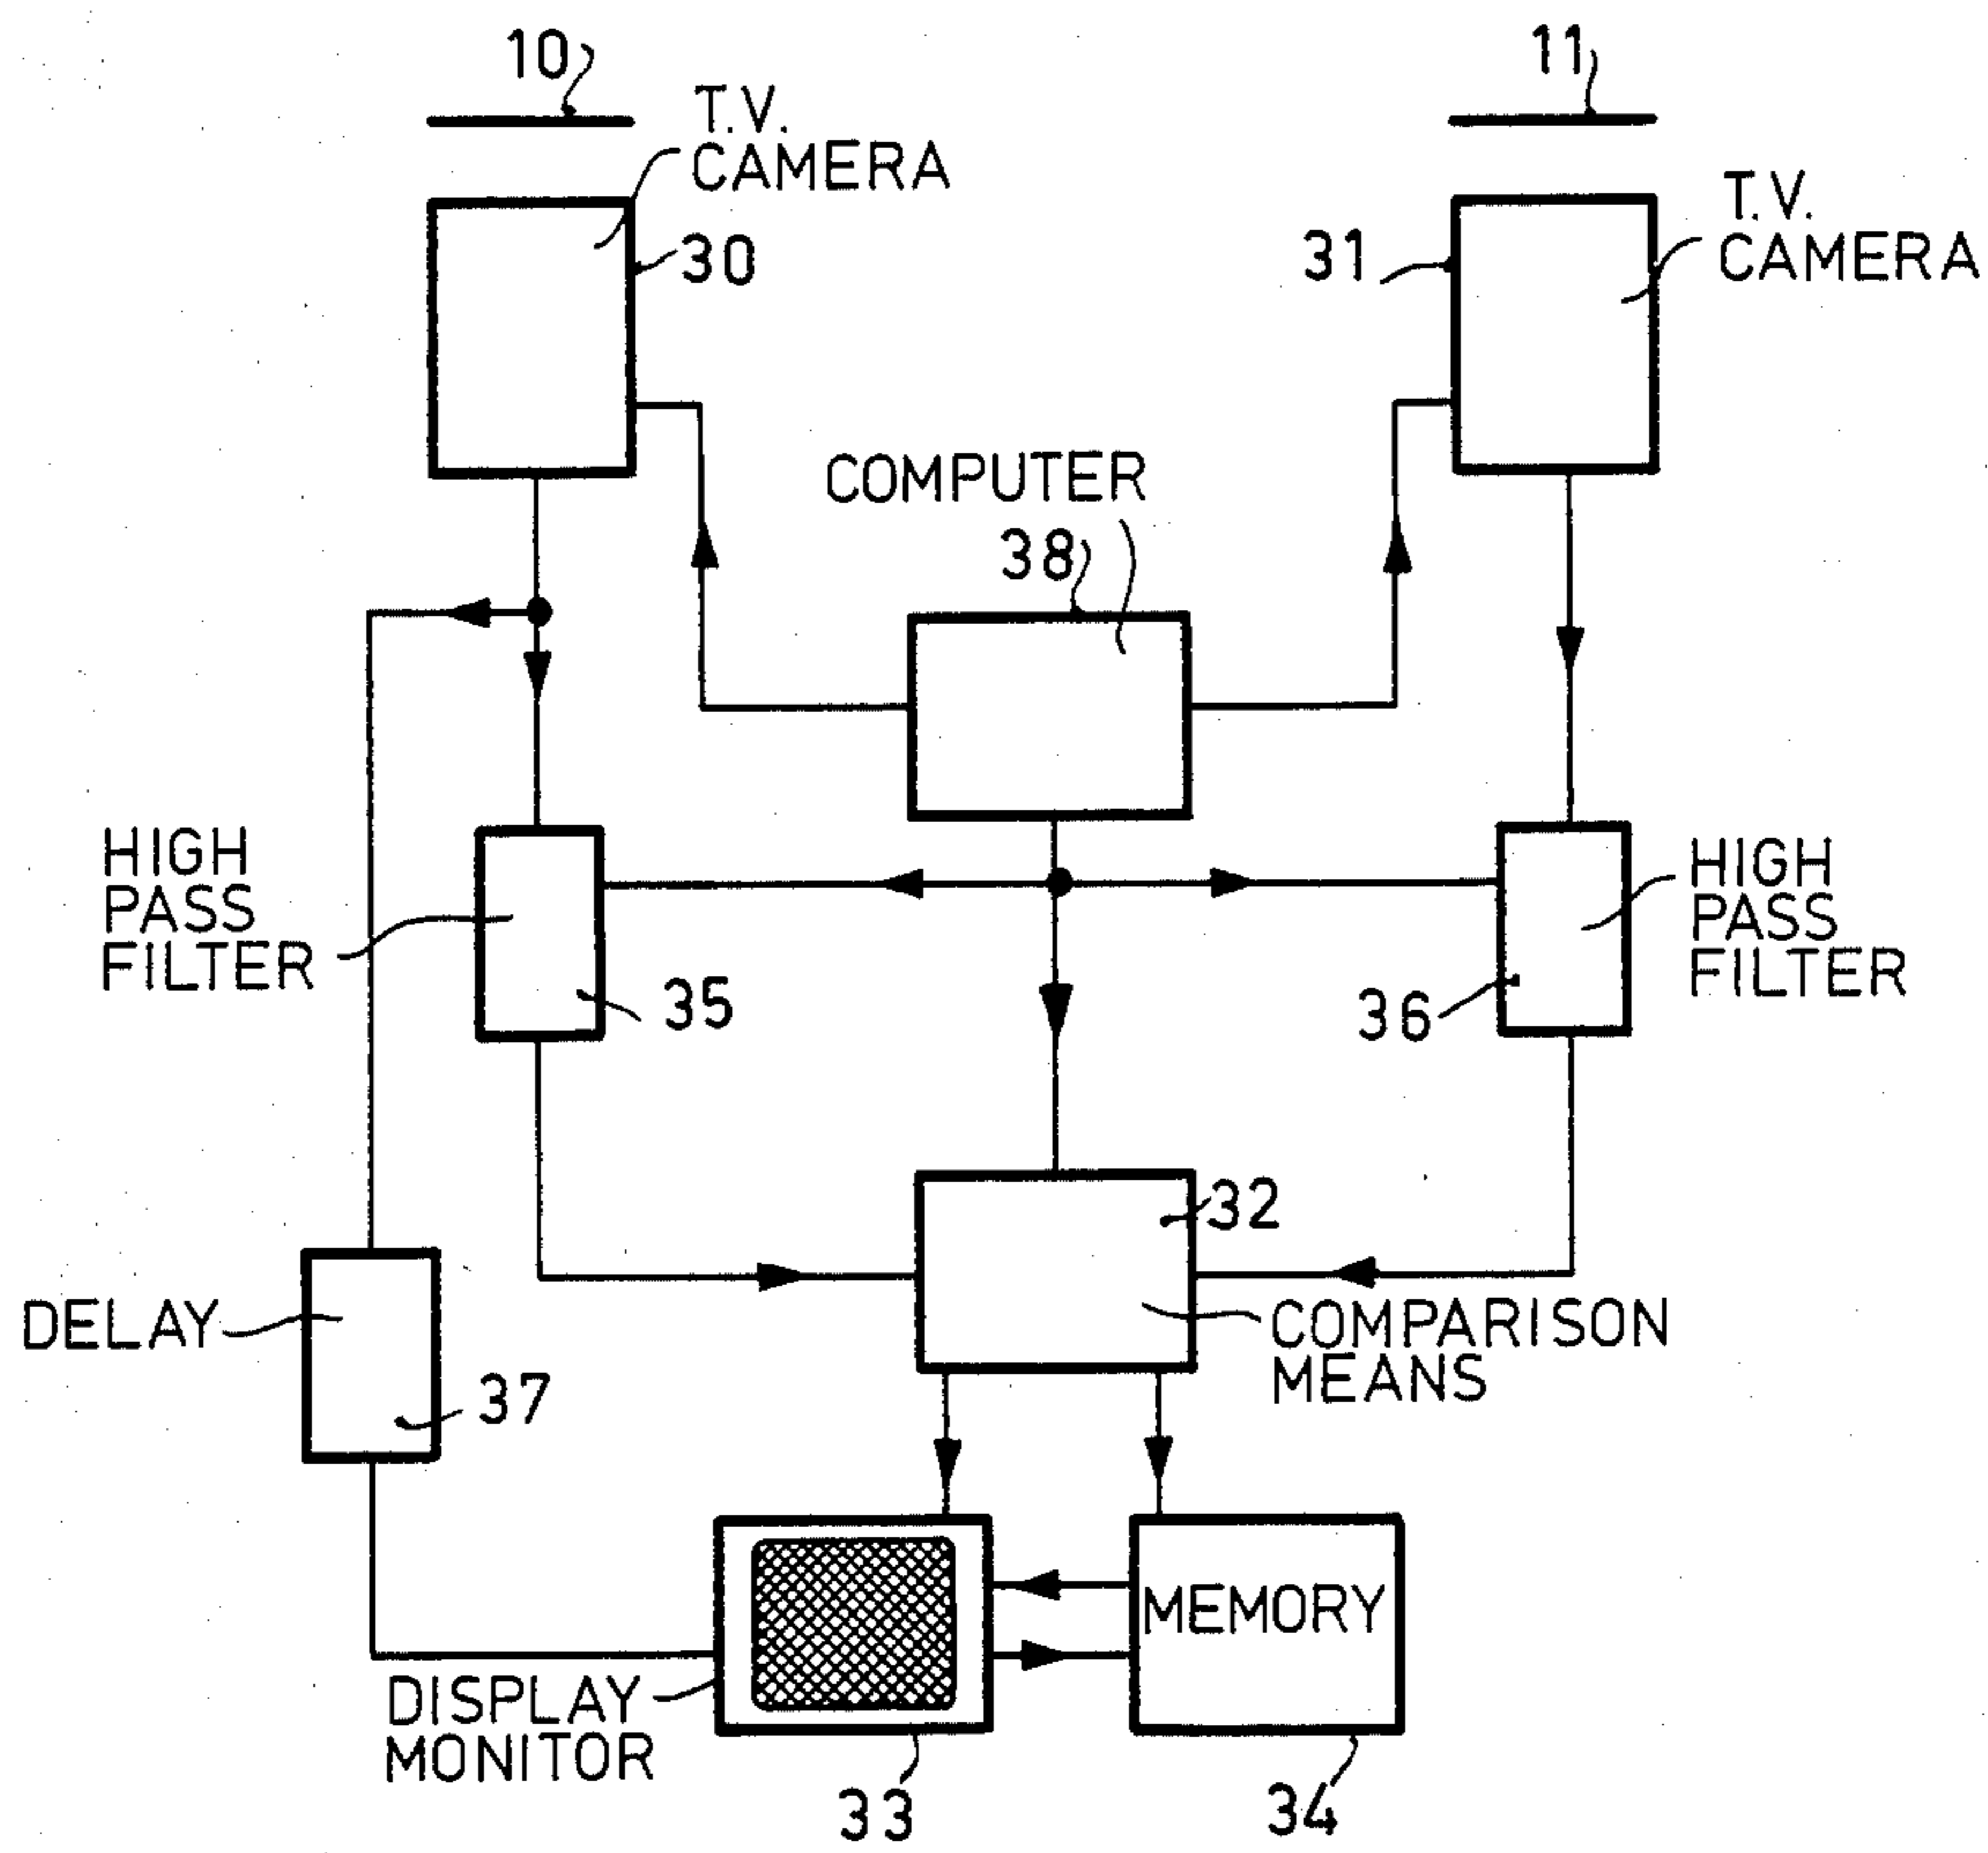 10
11
T.V.
CAMERA
T.V.
CAMERA
30
31
COMPUTER
38
HIGH
PASS
FILTER
HIGH
PASS
FILTER
35
36
32
DELAY
COMPARISON
MEANS
37
MEMORY
DISPLAY
MONITOR
33
34